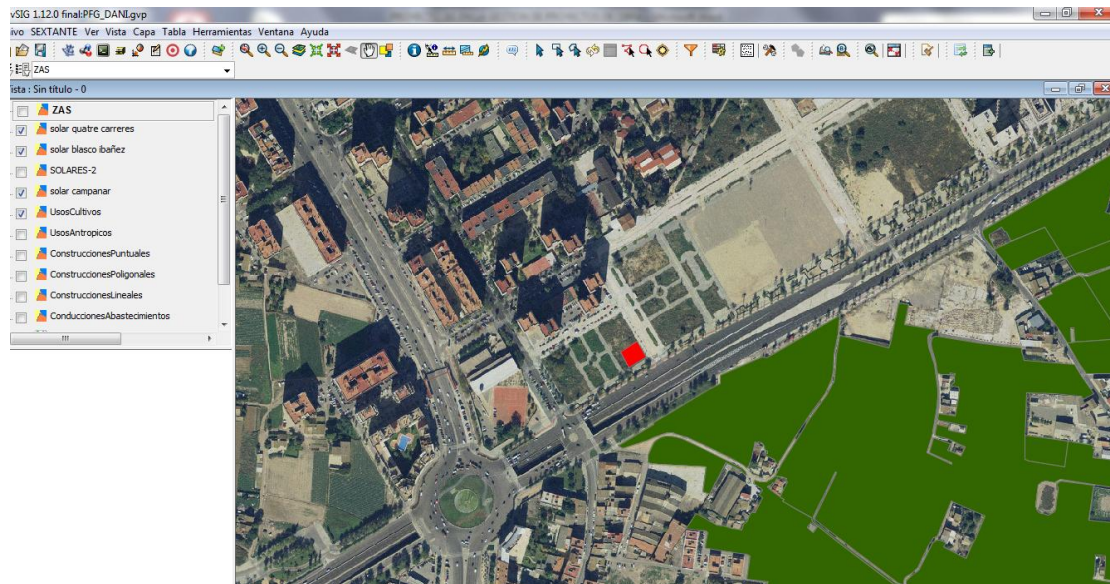 vSIG 1.12.0 final:PFG_DANI.gvp
ivo SEXTANTE Ver Vista Capa Tabla Herramientas Ventana Ayuda
ZAS
ista : Sin título - 0
ZAS
solar quatre carreres
solar blasco ibañez
SOLARES-2
solar campanar
UsosCultivos
UsosAntropicos
ConstruccionesPuntuales
ConstruccionesPoligonales
ConstruccionesLineales
ConduccionesAbastecimientos